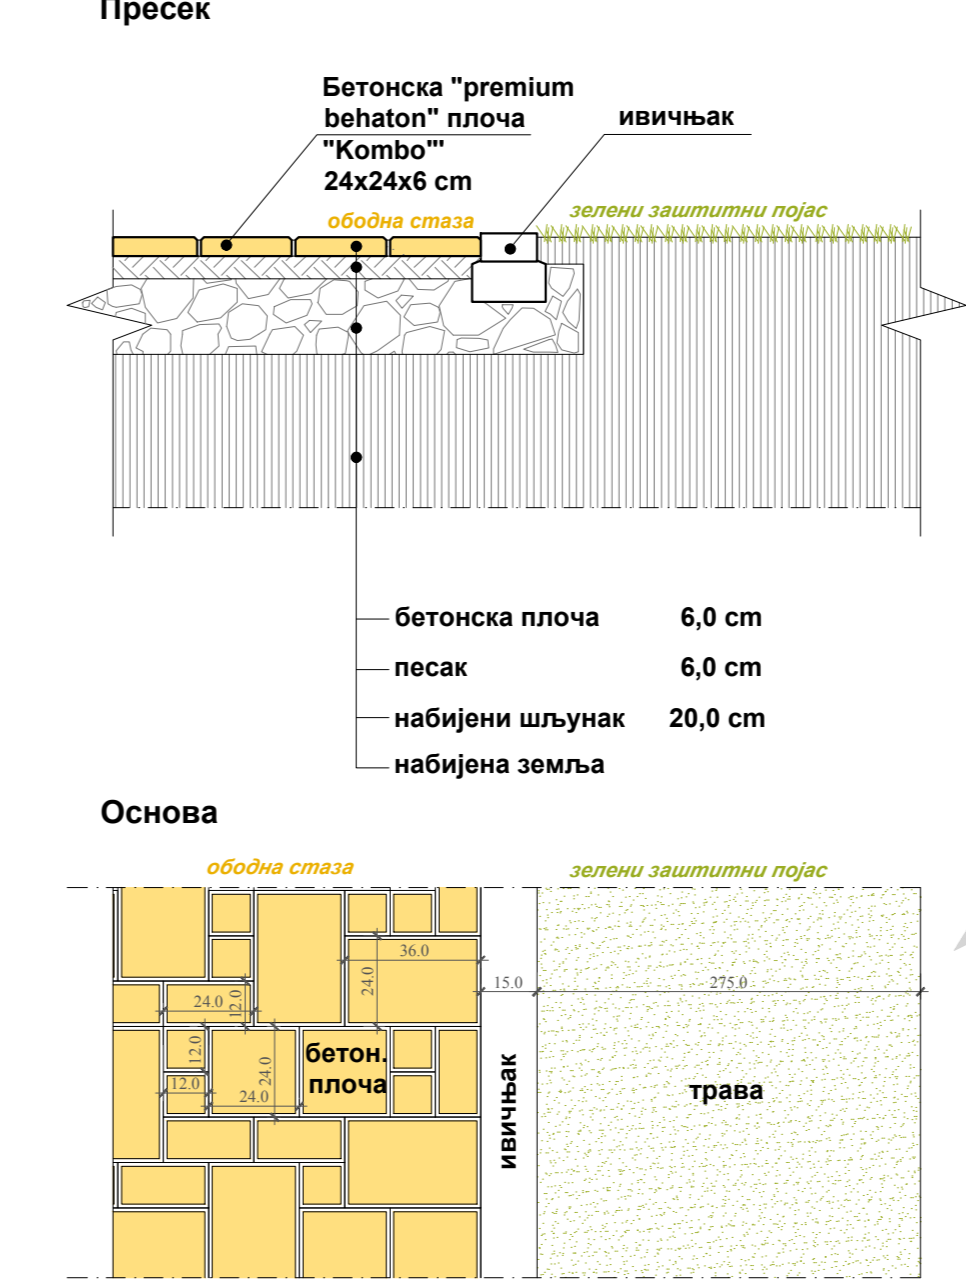 Пресек
Бетонска "premium
behaton" плоча
"Kombo'"
24x24x6 cm
ивичњак
ободна стаза
зелени заштитни појас
бетонска плоча 6,0 cm
песак 6,0 cm
набијени шљунак 20,0 cm
набијена земља
Основа
ободна стаза
зелени заштитни појас
36.0
24.0
15.0
275.0
24.0
12.0
12.0
24.0
12.0
24.0
бетон.
плоча
ивичњак
трава